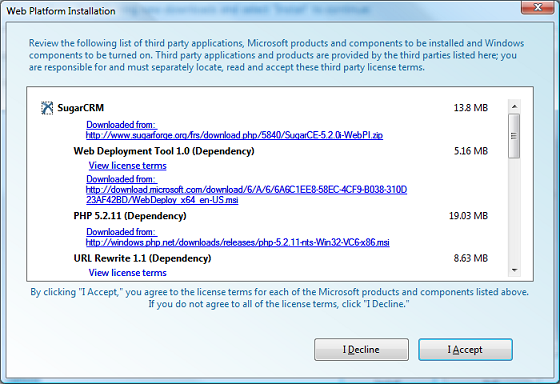 Web Platform Installation
Review the following list of third party applications, Microsoft products and components to be installed and Windows
components to be turned on. Third party applications and products are provided by the third parties listed here; you
are responsible for and must separately locate, read and accept these third party license terms.
SugarCRM 13.8 MB
Downloaded from:
http://www.sugarforge.org/frs/download.php/5840/SugarCE-5.2.0i-WebPI.zip
Web Deployment Tool 1.0 (Dependency) 5.16 MB
View license terms
Downloaded from:
http://download.microsoft.com/download/6/A/6/6A6C1EE8-58EC-4CF9-B038-310D
23AF42BD/WebDeploy_x64_en-US.msi
PHP 5.2.11 (Dependency) 19.03 MB
Downloaded from:
http://windows.php.net/downloads/releases/php-5.2.11-nts-Win32-VC6-x86.msi
URL Rewrite 1.1 (Dependency) 8.63 MB
View license terms
By clicking "I Accept," you agree to the license terms for each of the Microsoft products and components listed above.
If you do not agree to all of the license terms, click "I Decline."
I Decline
I Accept